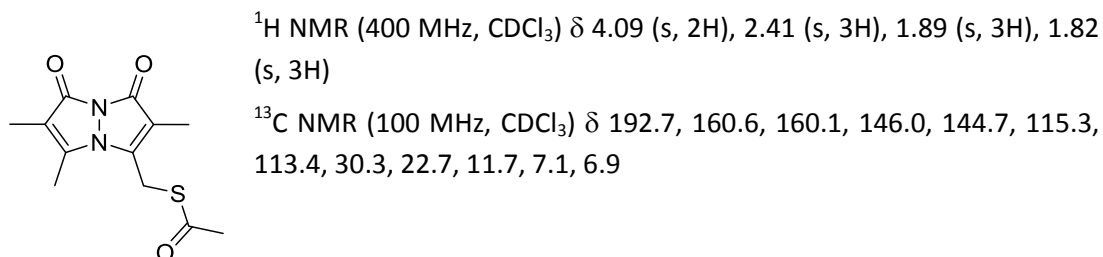 ¹H NMR (400 MHz, CDCl₃) δ 4.09 (s, 2H), 2.41 (s, 3H), 1.89 (s, 3H), 1.82
(s, 3H)
¹³C NMR (100 MHz, CDCl₃) δ 192.7, 160.6, 160.1, 146.0, 144.7, 115.3,
113.4, 30.3, 22.7, 11.7, 7.1, 6.9
O O
N
N
S
O